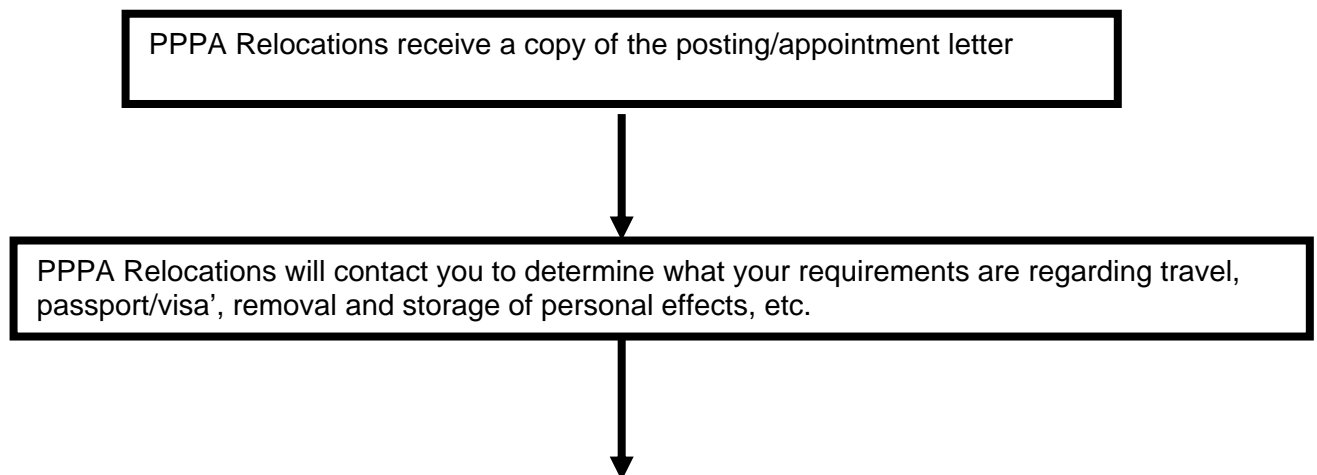 PPPA Relocations receive a copy of the posting/appointment letter
PPPA Relocations will contact you to determine what your requirements are regarding travel,
passport/visa’, removal and storage of personal effects, etc.